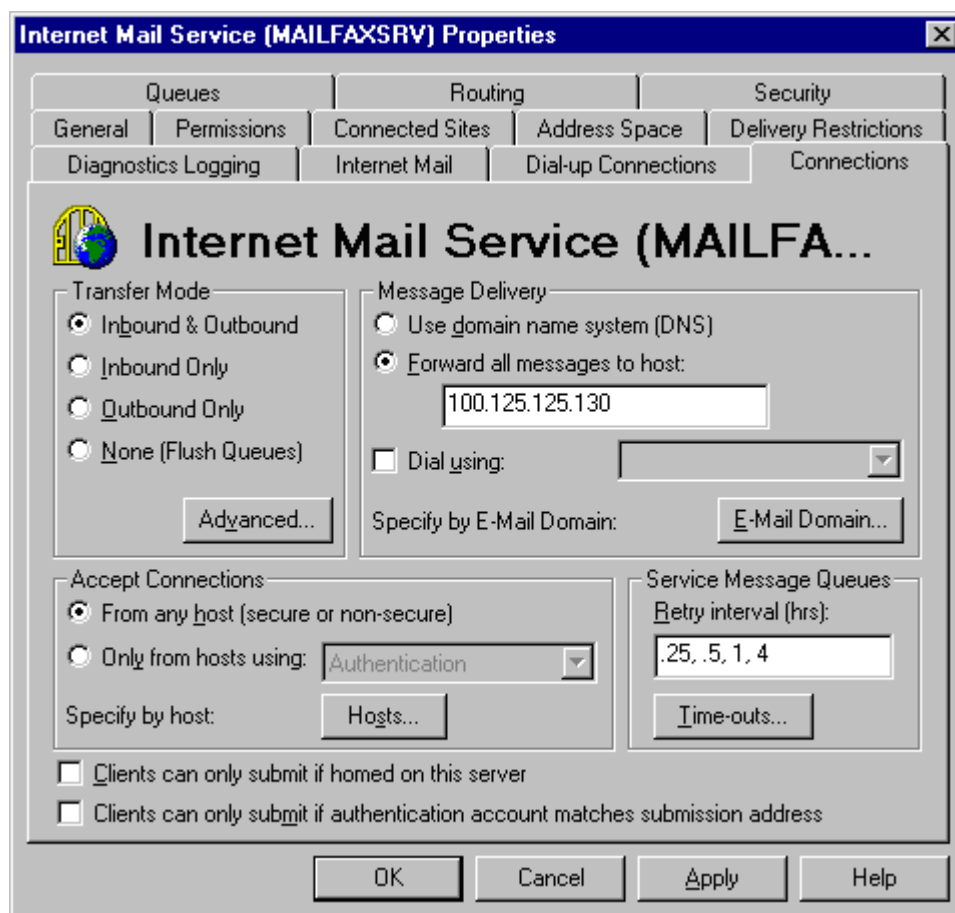 Internet Mail Service (MAILFAXSRV) Properties
Queues Routing Security
General Permissions Connected Sites Address Space Delivery Restrictions
Diagnostics Logging Internet Mail Dial-up Connections Connections
Internet Mail Service (MAILFA...
Transfer Mode
Inbound & Outbound
Inbound Only
Outbound Only
None (Flush Queues)
Advanced...
Message Delivery
Use domain name system (DNS)
Forward all messages to host:
100.125.125.130
Dial using:
Specify by E-Mail Domain: E-Mail Domain...
Accept Connections
From any host (secure or non-secure)
Only from hosts using: Authentication
Specify by host: Hosts...
Service Message Queues
Retry interval (hrs):
.25, .5, 1, 4
Time-outs...
Clients can only submit if homed on this server
Clients can only submit if authentication account matches submission address
OK Cancel Apply Help